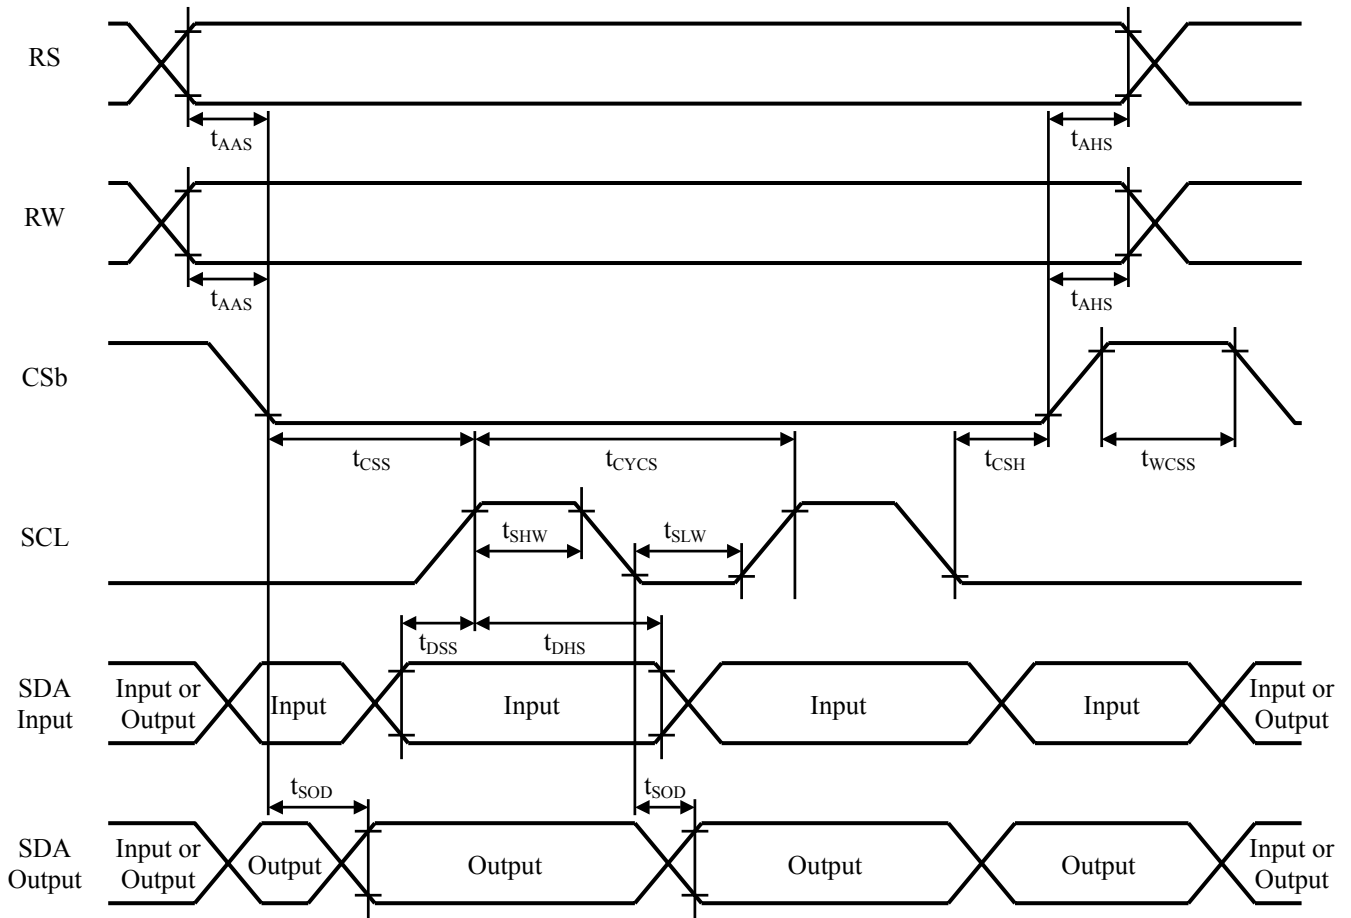 RS
tAAS
tAHS
RW
tAAS
tAHS
CSb
tCSS
tCYCS
tCSH
tWCSS
SCL
tSHW
tSLW
tDSS
tDHS
SDA
Input
Input or
Output
Input
Input
Input
Input
Input or
Output
tSOD
tSOD
SDA
Output
Input or
Output
Output
Output
Output
Output
Input or
Output